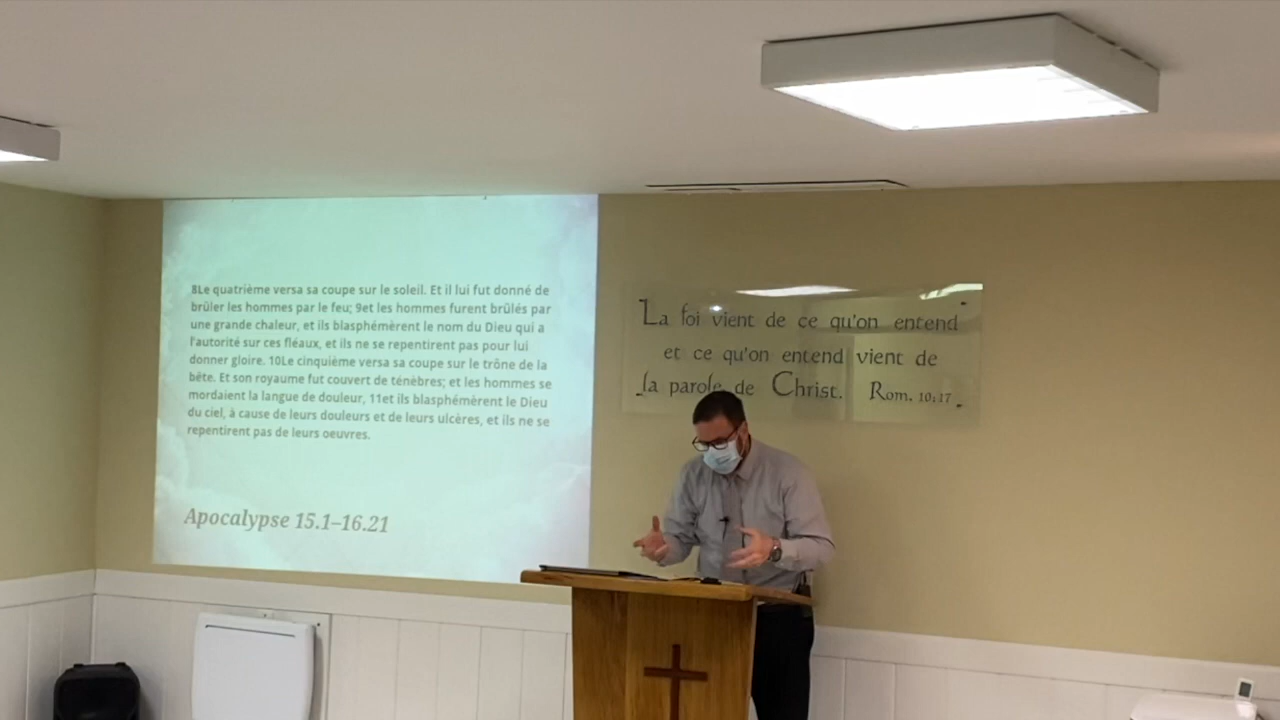 8Le quatrième versa sa coupe sur le soleil. Et il lui fut donné de
brûler les hommes par le feu; 9et les hommes furent brûlés par
une grande chaleur, et ils blasphémèrent le nom du Dieu qui a
l'autorité sur ces fléaux, et ils ne se repentirent pas pour lui
donner gloire. 10Le cinquième versa sa coupe sur le trône de la
bête. Et son royaume fut couvert de ténèbres; et les hommes se
mordaient la langue de douleur, 11et ils blasphémèrent le Dieu
du ciel, à cause de leurs douleurs et de leurs ulcères, et ils ne se
repentirent pas de leurs oeuvres.
Apocalypse 15.1–16.21
La foi vient de ce qu'on entend
et ce qu'on entend vient de
la parole de Christ. Rom. 10:17